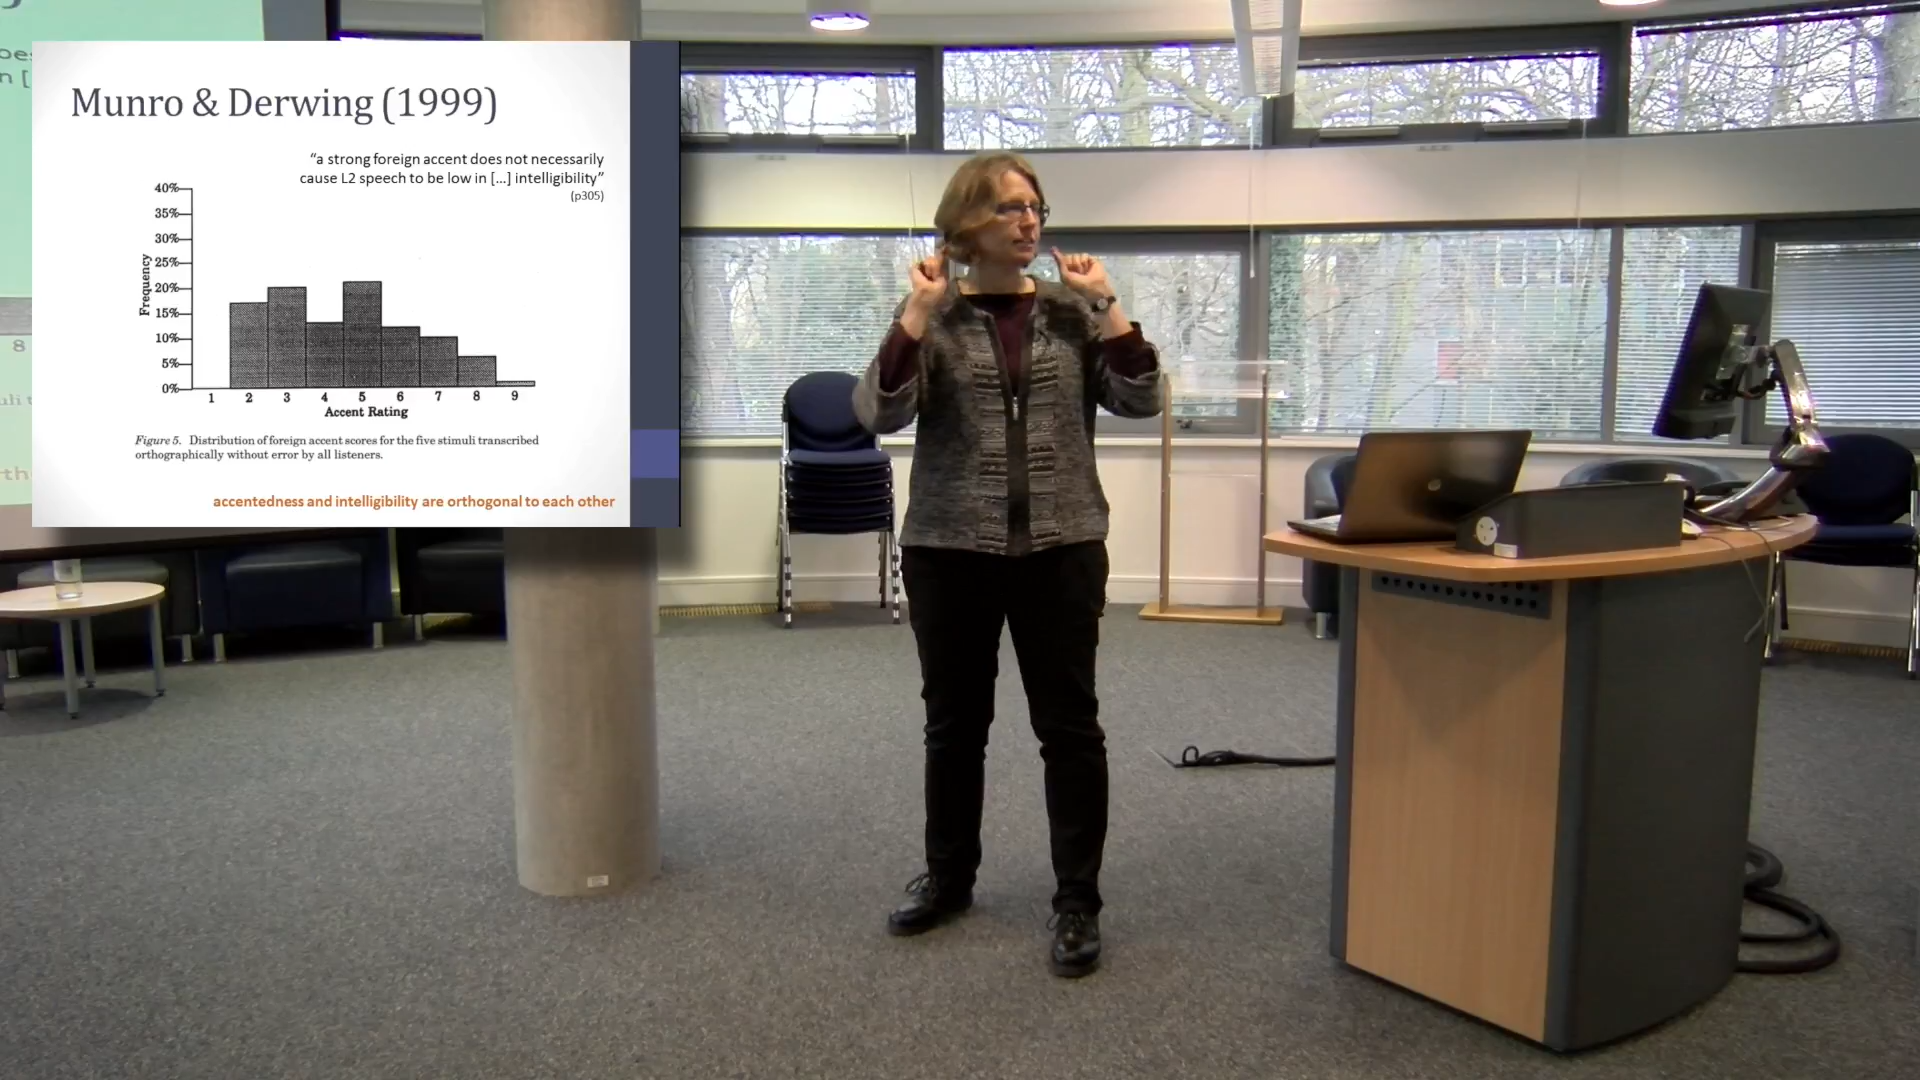 Munro & Derwing (1999)
“a strong foreign accent does not necessarily
cause L2 speech to be low in [...] intelligibility”
(p305)
40%
35%
30%
25%
20%
15%
10%
5%
0%
Frequency
1 2 3 4 5 6 7 8 9
Accent Rating
Figure 5. Distribution of foreign accent scores for the five stimuli transcribed
orthographically without error by all listeners.
accentedness and intelligibility are orthogonal to each other
8